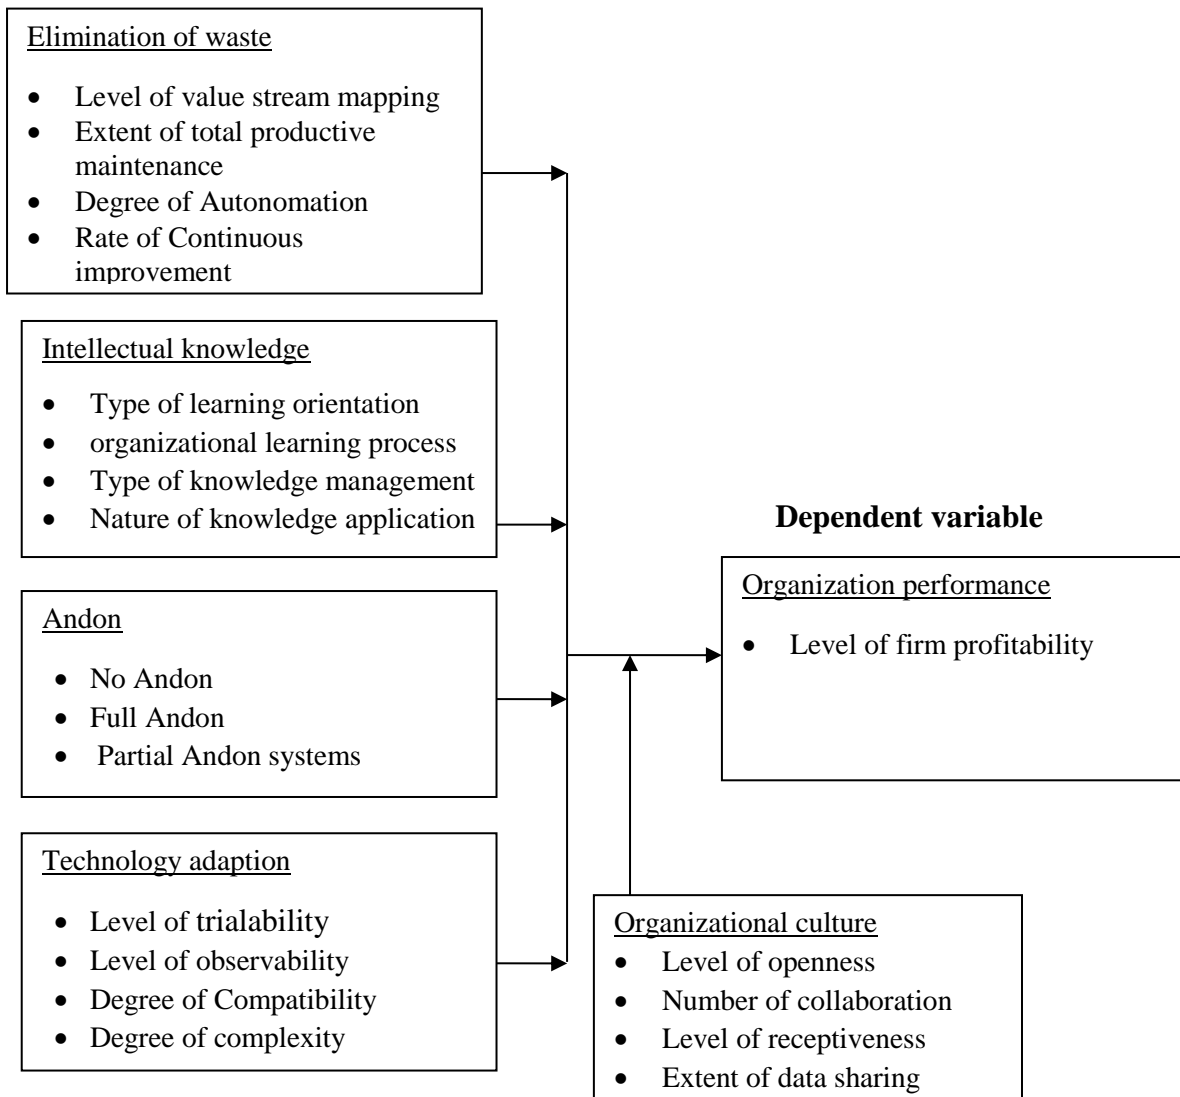 Elimination of waste
• Level of value stream mapping
• Extent of total productive
maintenance
• Degree of Autonomation
• Rate of Continuous
improvement
Intellectual knowledge
• Type of learning orientation
• organizational learning process
• Type of knowledge management
• Nature of knowledge application
Andon
• No Andon
• Full Andon
• Partial Andon systems
Technology adaption
• Level of trialability
• Level of observability
• Degree of Compatibility
• Degree of complexity
Dependent variable
Organization performance
• Level of firm profitability
Organizational culture
• Level of openness
• Number of collaboration
• Level of receptiveness
• Extent of data sharing